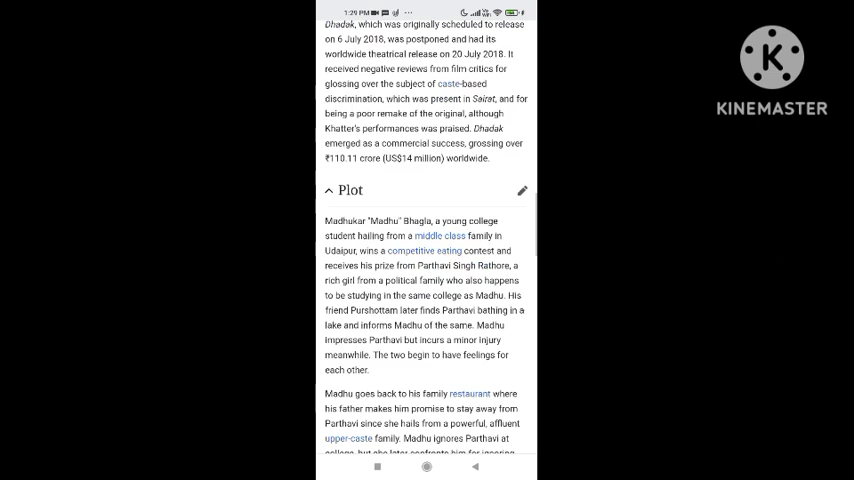 1:29 PM
Dhadak, which was originally scheduled to release
on 6 July 2018, was postponed and had its
worldwide theatrical release on 20 July 2018. It
received negative reviews from film critics for
glossing over the subject of caste-based
discrimination, which was present in Sairat, and for
being a poor remake of the original, although
Khatter's performances was praised. Dhadak
emerged as a commercial success, grossing over
₹110.11 crore (US$14 million) worldwide.
Plot
Madhukar "Madhu" Bhagla, a young college
student hailing from a middle class family in
Udaipur, wins a competitive eating contest and
receives his prize from Parthavi Singh Rathore, a
rich girl from a political family who also happens
to be studying in the same college as Madhu. His
friend Purshottam later finds Parthavi bathing in a
lake and informs Madhu of the same. Madhu
impresses Parthavi but incurs a minor injury
meanwhile. The two begin to have feelings for
each other.
Madhu goes back to his family restaurant where
his father makes him promise to stay away from
Parthavi since she hails from a powerful, affluent
upper-caste family. Madhu ignores Parthavi at
college, but she later confronts him for ignoring
K
KINEMASTER